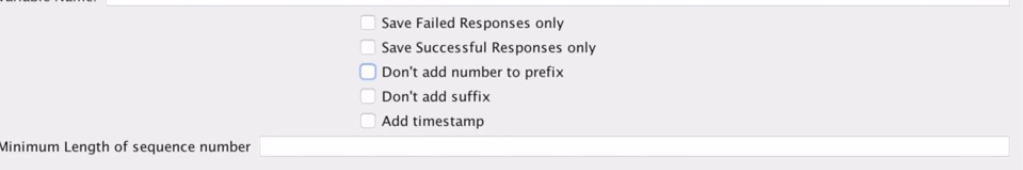 Save Failed Responses only
Save Successful Responses only
Don't add number to prefix
Don't add suffix
Add timestamp
Minimum Length of sequence number